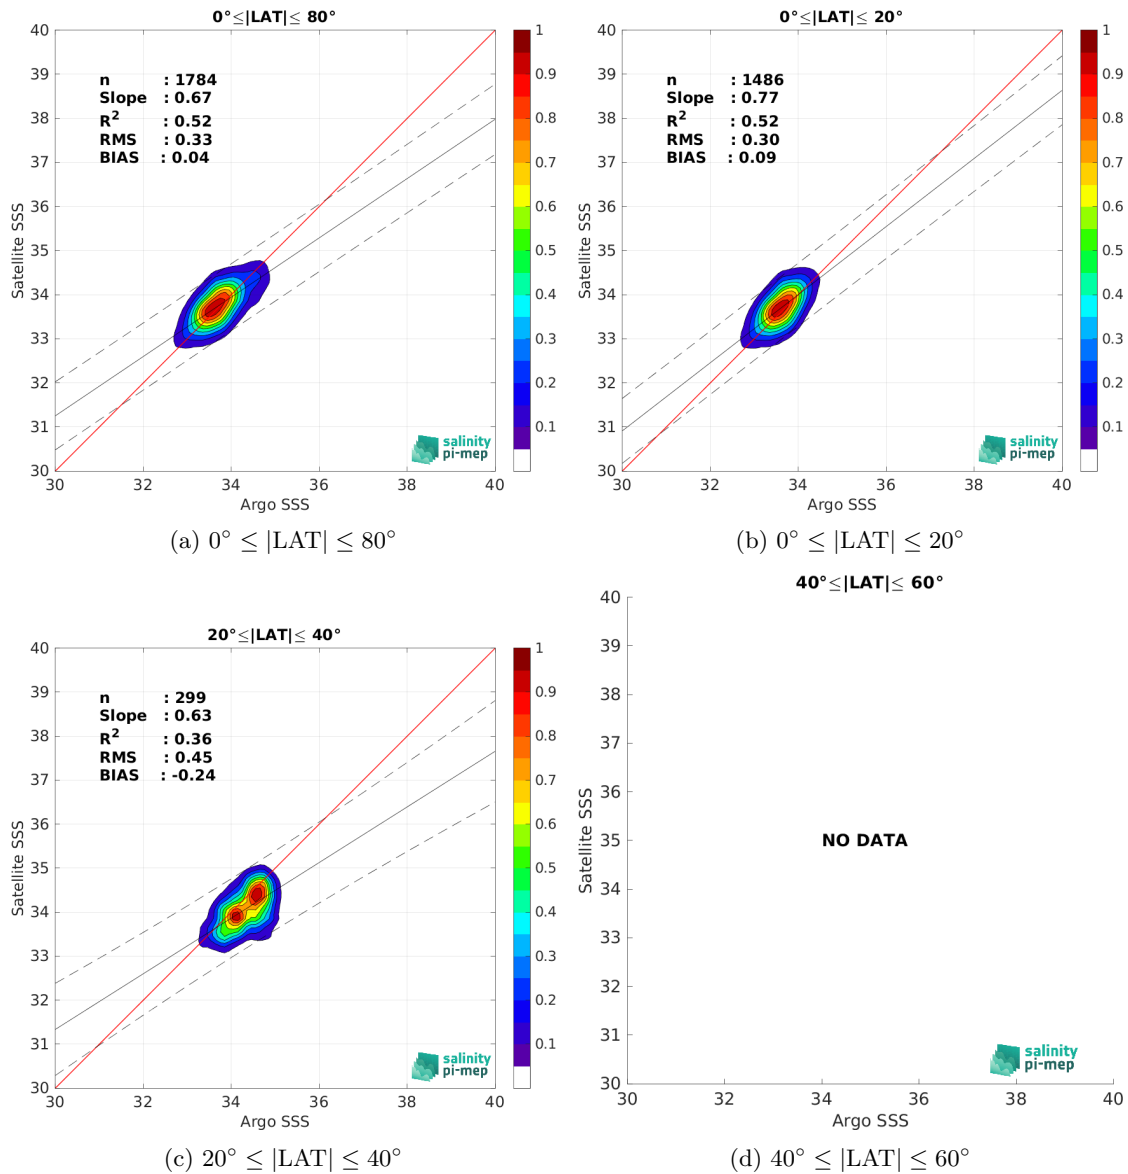 0°≤|LAT|≤ 80°
40
39
38
37
36
35
34
33
32
31
30
Satellite SSS
n : 1784
Slope : 0.67
R² : 0.52
RMS : 0.33
BIAS : 0.04
salinity
pi-mep
30 32 34 36 38 40
Argo SSS
1
0.9
0.8
0.7
0.6
0.5
0.4
0.3
0.2
0.1
(a) 0° ≤ |LAT| ≤ 80°
0°≤|LAT|≤ 20°
40
39
38
37
36
35
34
33
32
31
30
Satellite SSS
n : 1486
Slope : 0.77
R² : 0.52
RMS : 0.30
BIAS : 0.09
salinity
pi-mep
30 32 34 36 38 40
Argo SSS
1
0.9
0.8
0.7
0.6
0.5
0.4
0.3
0.2
0.1
(b) 0° ≤ |LAT| ≤ 20°
20°≤|LAT|≤ 40°
40
39
38
37
36
35
34
33
32
31
30
Satellite SSS
n : 299
Slope : 0.63
R² : 0.36
RMS : 0.45
BIAS : -0.24
salinity
pi-mep
30 32 34 36 38 40
Argo SSS
1
0.9
0.8
0.7
0.6
0.5
0.4
0.3
0.2
0.1
(c) 20° ≤ |LAT| ≤ 40°
40°≤|LAT|≤ 60°
40
39
38
37
36
35
34
33
32
31
30
Satellite SSS
NO DATA
salinity
pi-mep
30 32 34 36 38 40
Argo SSS
(d) 40° ≤ |LAT| ≤ 60°